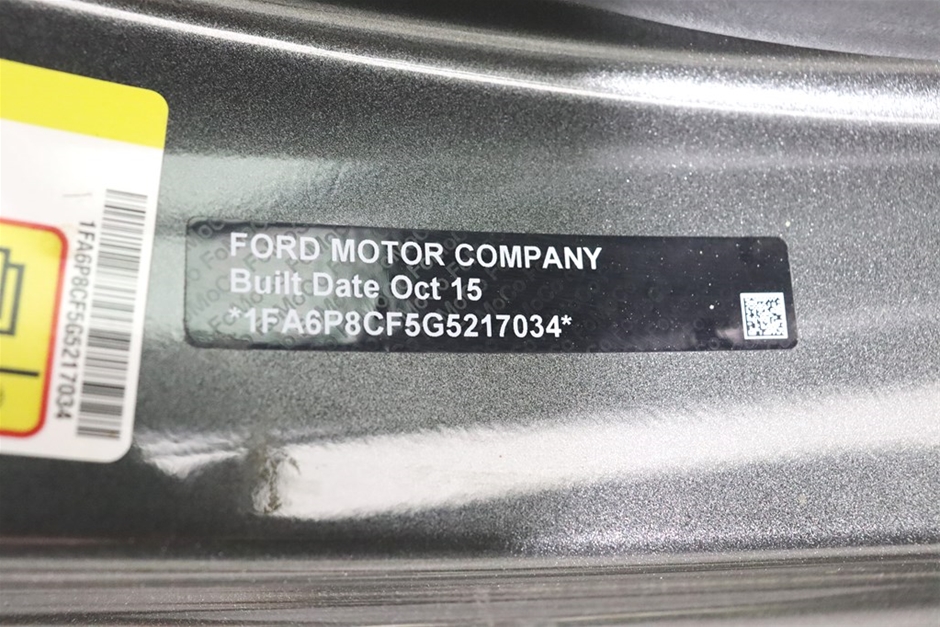 FORD MOTOR COMPANY
Built Date Oct 15
*1FA6P8CF5G5217034*
1FA6P8CF5G5217034